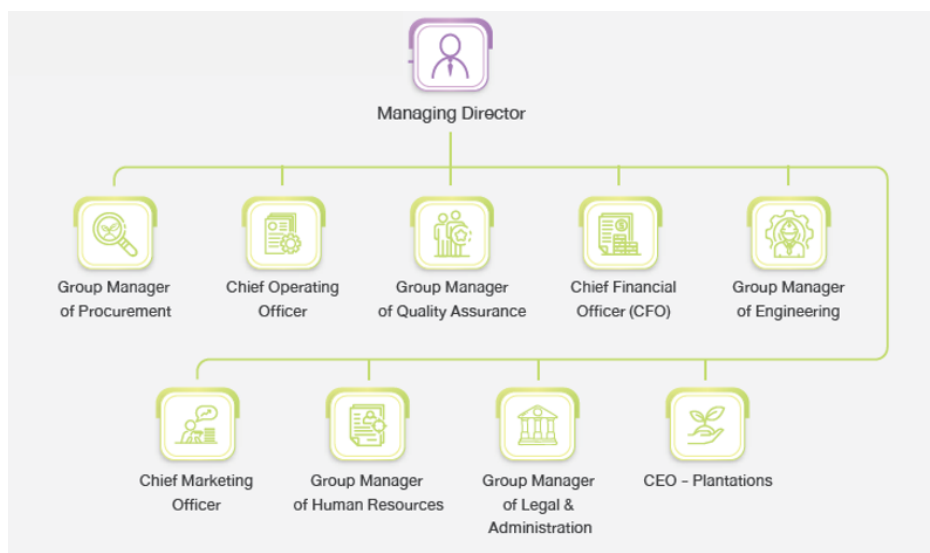 Managing Director
Group Manager
of Procurement
Chief Operating
Officer
Group Manager
of Quality Assurance
Chief Financial
Officer (CFO)
Group Manager
of Engineering
Chief Marketing
Officer
Group Manager
of Human Resources
Group Manager
of Legal &
Administration
CEO – Plantations